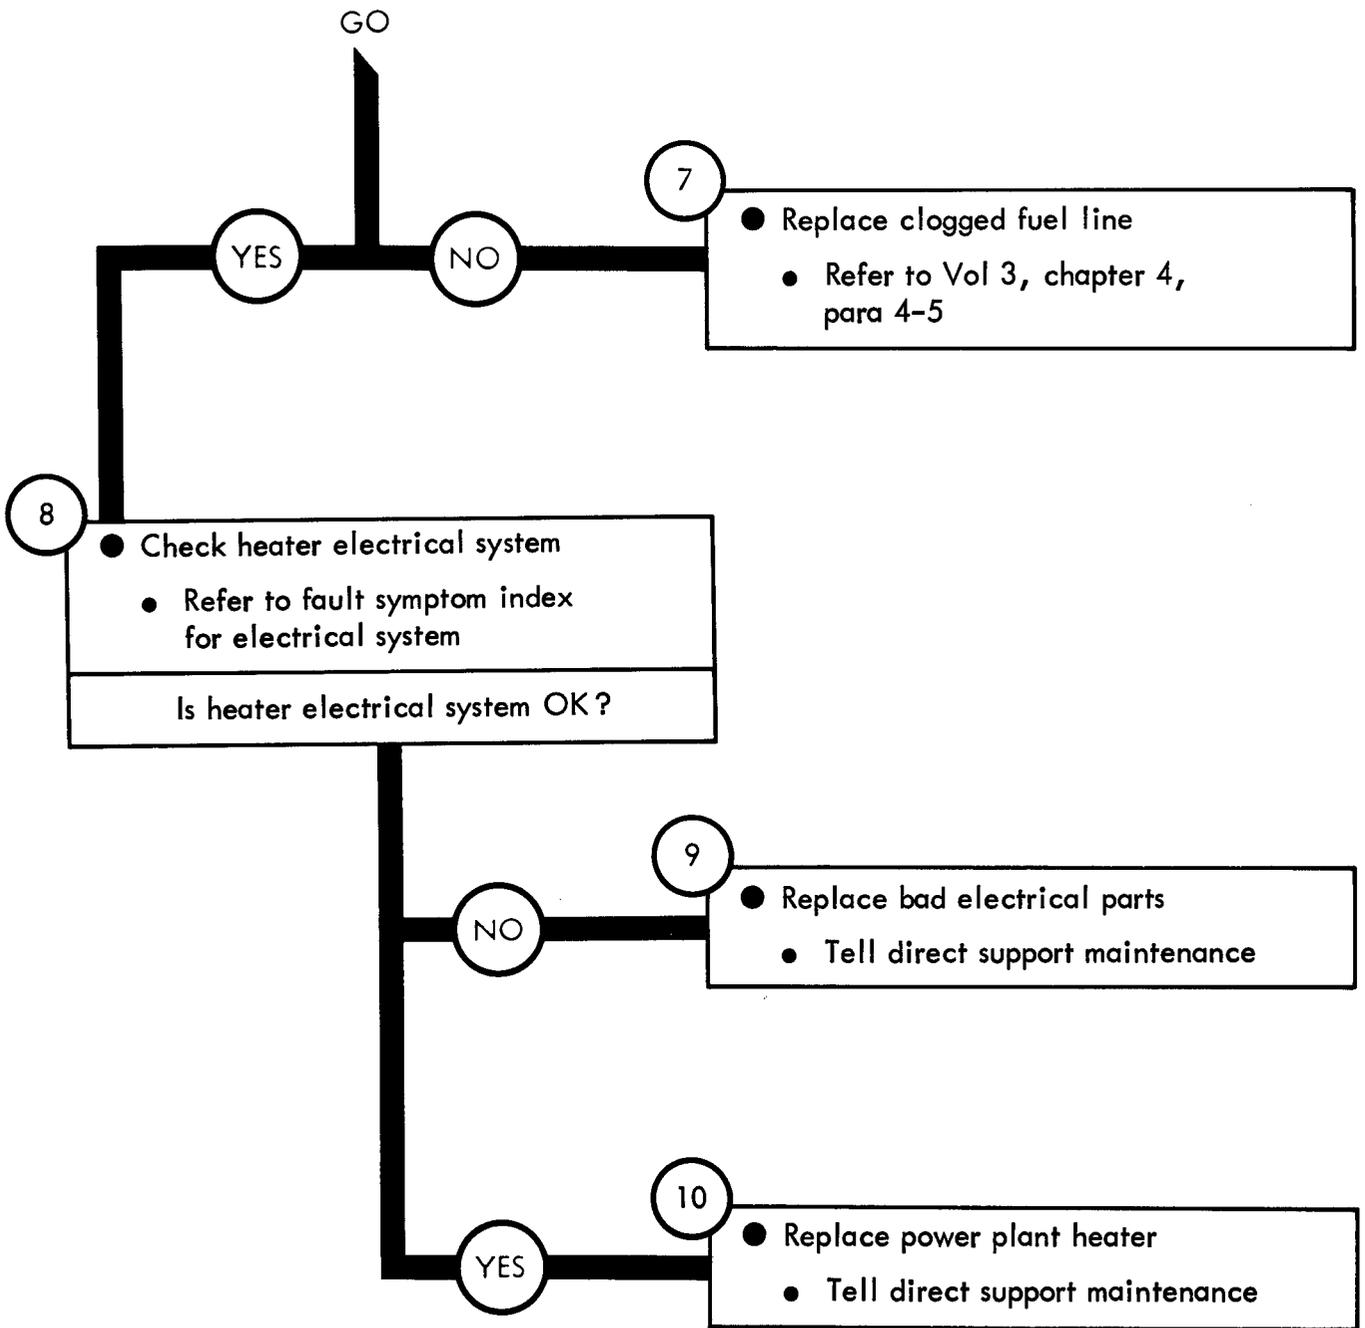 GO
YES
NO
7
● Replace clogged fuel line
● Refer to Vol 3, chapter 4,
para 4-5
8
● Check heater electrical system
● Refer to fault symptom index
for electrical system
Is heater electrical system OK?
NO
9
● Replace bad electrical parts
● Tell direct support maintenance
YES
10
● Replace power plant heater
● Tell direct support maintenance